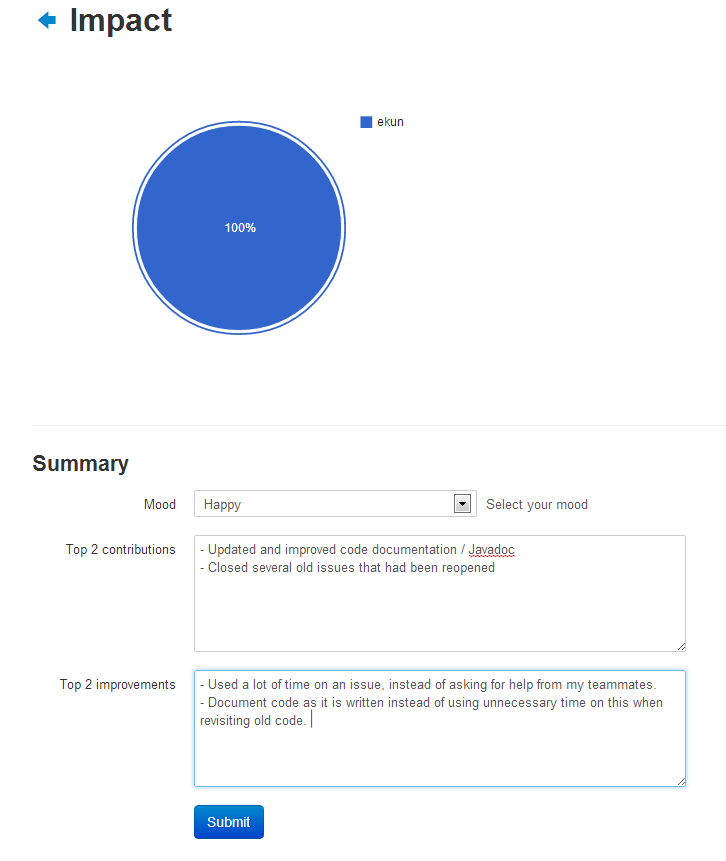 Impact
ekun
100%
Summary
Mood
Happy
Select your mood
Top 2 contributions
- Updated and improved code documentation / Javadoc
- Closed several old issues that had been reopened
Top 2 improvements
- Used a lot of time on an issue, instead of asking for help from my teammates.
- Document code as it is written instead of using unnecessary time on this when
revisiting old code.
Submit